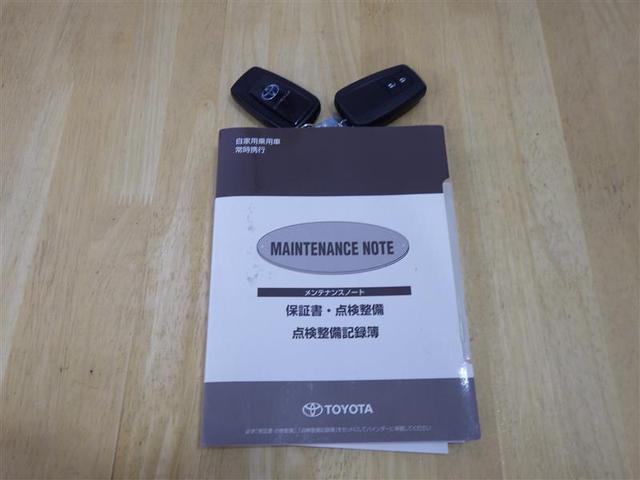 自家用乗用車
常時携行
MAINTENANCE NOTE
メンテナンスノート
保証書・点検整備
点検整備記録簿
TOYOTA